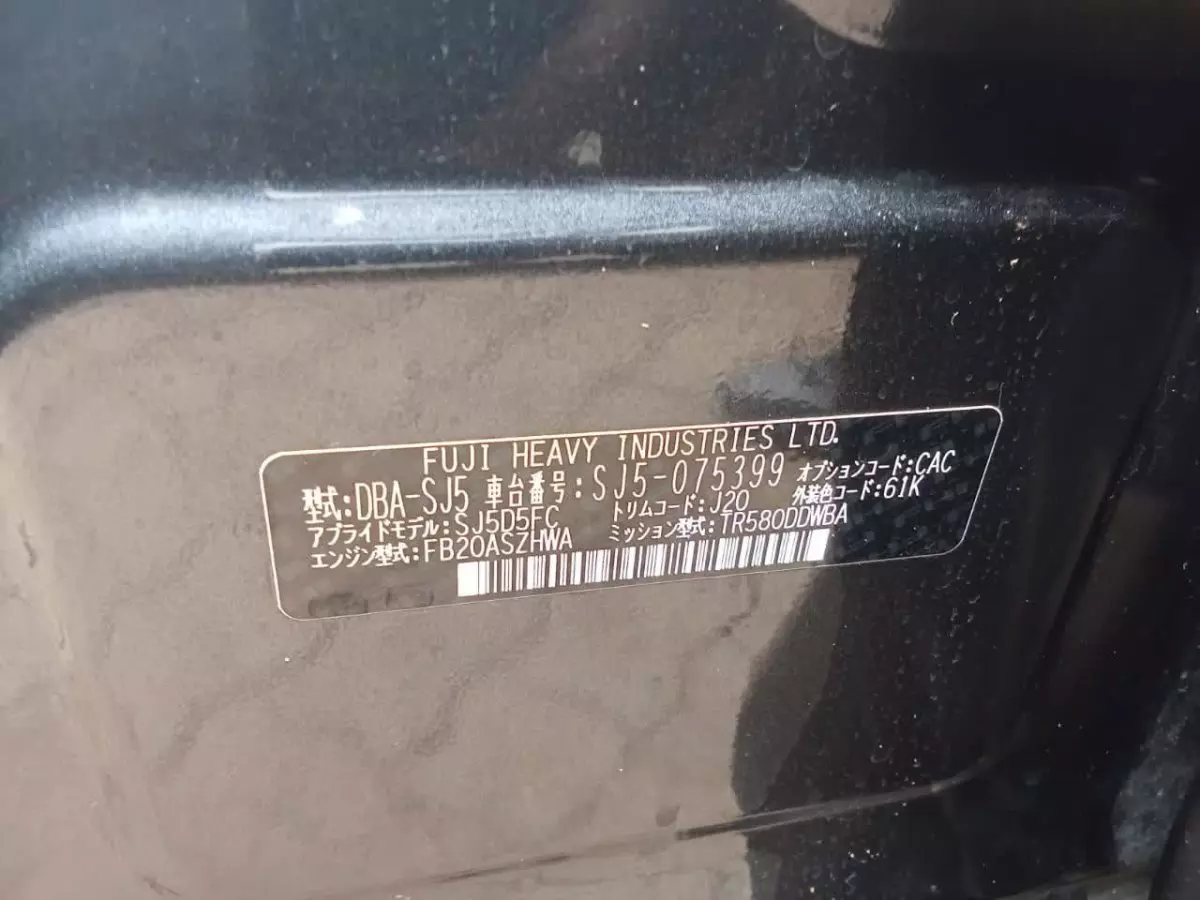 FUJI HEAVY INDUSTRIES LTD.
型式:DBA-SJ5 車台番号:SJ5-075399 オプションコード:CAC
アプライドモデル:SJ5D5FC トリムコード:J20 外装色コード:61K
エンジン型式:FB20ASZHWA ミッション型式:TR580DDWBA